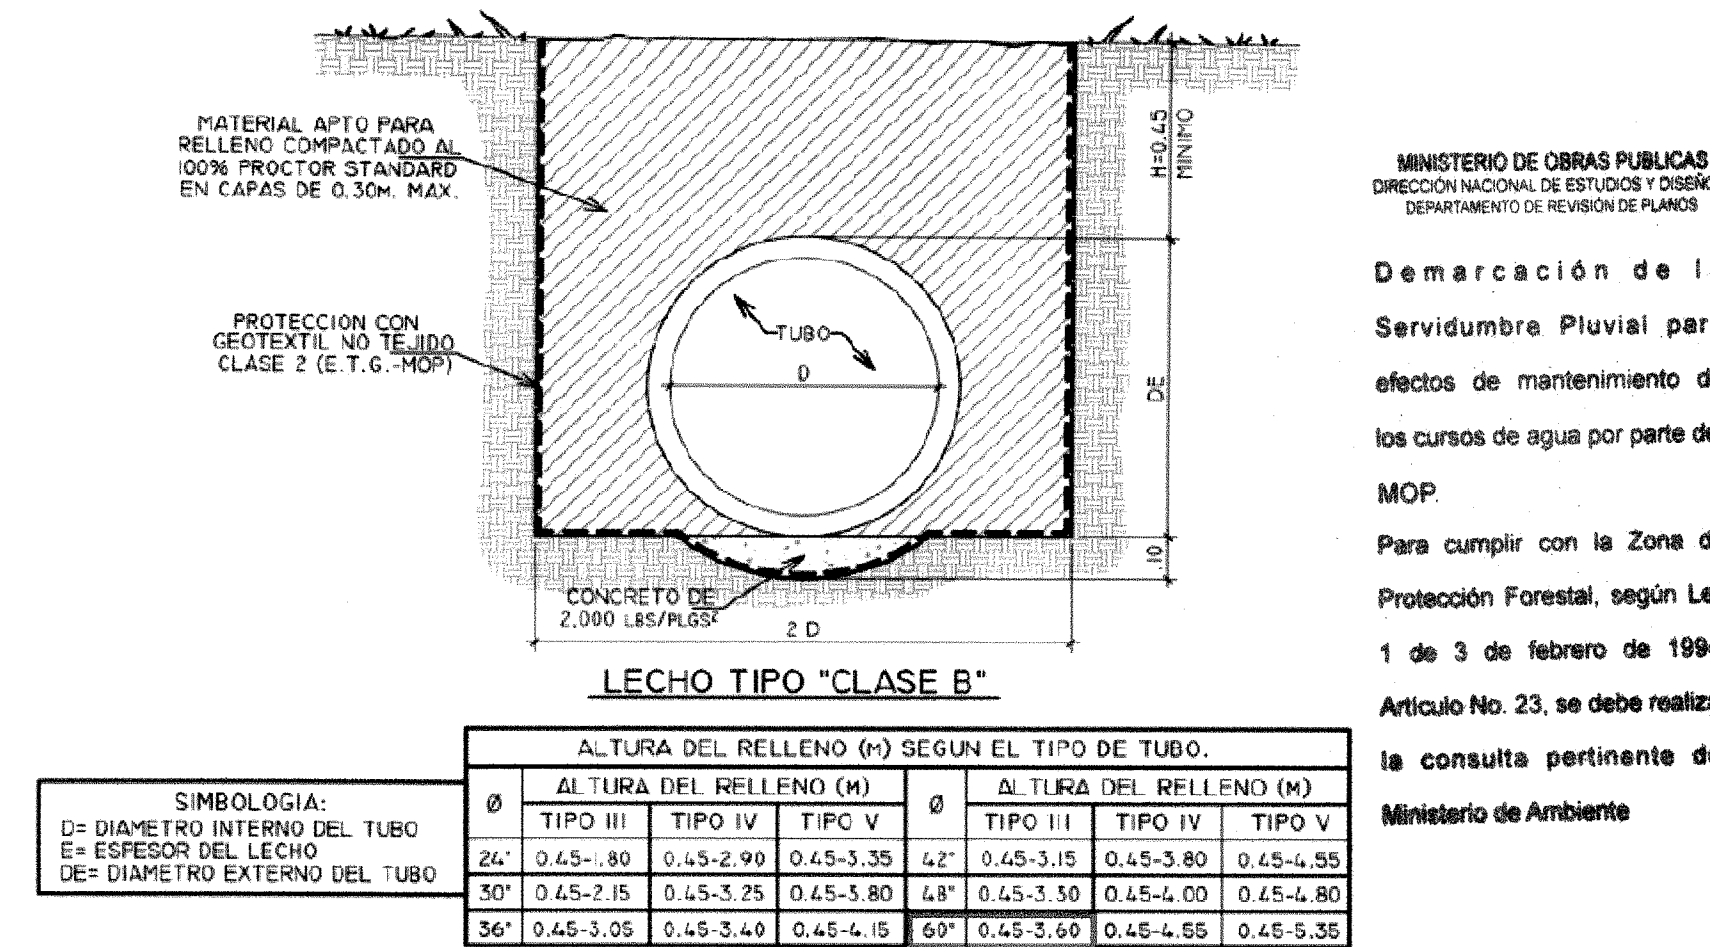 MATERIAL APTO PARA
RELLENO COMPACTADO AL
100% PROCTOR STANDARD
EN CAPAS DE 0.30M. MAX.
PROTECCION CON
GEOTEXTIL NO TEJIDO
CLASE 2 (E.T.G.-MOP)
TUBO
D
H=0.45
MINIMO
DE
.10
CONCRETO DE
2,000 LBS/PLGS²
2 D
LECHO TIPO "CLASE B"
MINISTERIO DE OBRAS PUBLICAS
DIRECCIÓN NACIONAL DE ESTUDIOS Y DISEÑO
DEPARTAMENTO DE REVISIÓN DE PLANOS
Demarcación de l
Servidumbre Pluvial par
efectos de mantenimiento d
los cursos de agua por parte de
MOP.
Para cumplir con la Zona d
Protección Forestal, según Le
1 de 3 de febrero de 199
Artículo No. 23, se debe realiz
la consulta pertinente de
Ministerio de Ambiente
SIMBOLOGIA:
D= DIAMETRO INTERNO DEL TUBO
E= ESPESOR DEL LECHO
DE= DIAMETRO EXTERNO DEL TUBO
ALTURA DEL RELLENO (M) SEGUN EL TIPO DE TUBO.
Ø ALTURA DEL RELLENO (M) Ø ALTURA DEL RELLENO (M)
TIPO III TIPO IV TIPO V TIPO III TIPO IV TIPO V
24" 0.45-1.80 0.45-2.90 0.45-3.35 42" 0.45-3.15 0.45-3.80 0.45-4.55
30" 0.45-2.15 0.45-3.25 0.45-3.80 48" 0.45-3.30 0.45-4.00 0.45-4.80
36" 0.45-3.05 0.45-3.40 0.45-4.15 60" 0.45-3.60 0.45-4.55 0.45-5.35